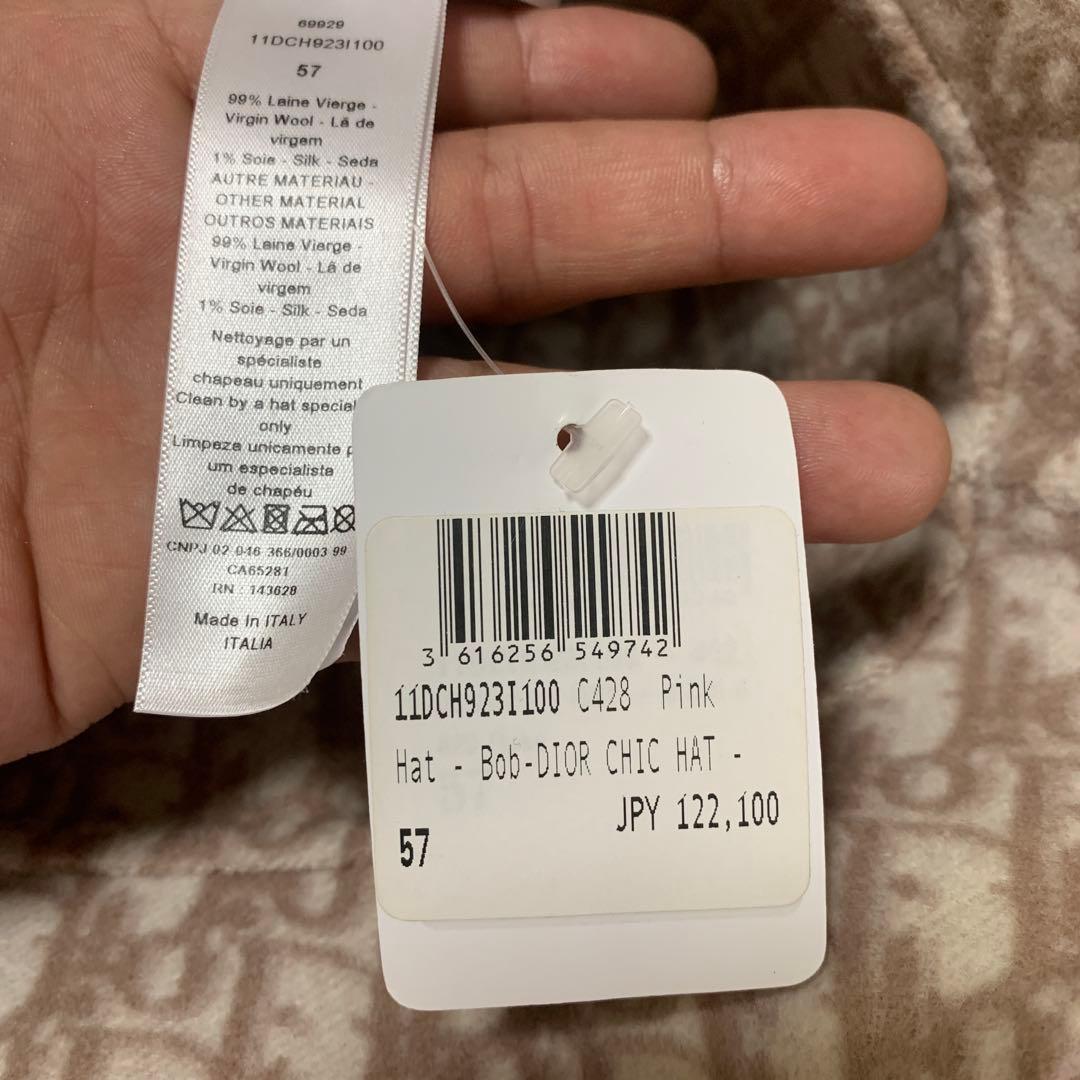 69929
11DCH923I100
57
99% Laine Vierge -
Virgin Wool - Lã de
virgem
1% Soie - Silk - Seda
AUTRE MATERIAU -
OTHER MATERIAL
OUTROS MATERIAIS
99% Laine Vierge -
Virgin Wool - Lã de
virgem
1% Soie - Silk - Seda
Nettoyage par un
spécialiste
chapeau uniquement
Clean by a hat special
only
Limpeza unicamente p
um especialista
de chapéu
CNPJ 02 046 366/0003 99
CA65281
RN : 143629
Made in ITALY
ITALIA
3 616256 549742
11DCH923I100 C428 Pink
Hat - Bob-DIOR CHIC HAT -
JPY 122,100
57